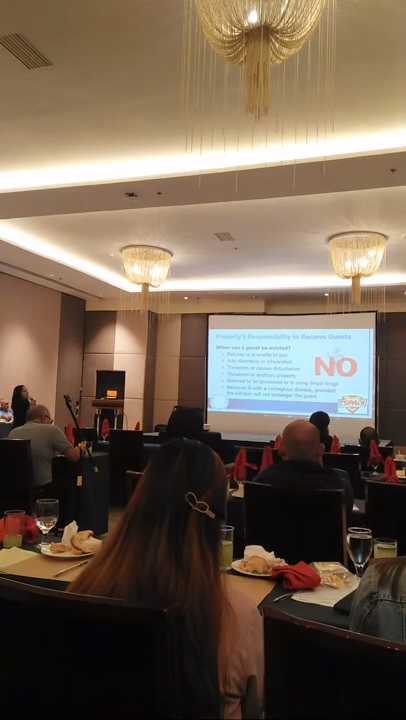 Property's Responsibility to Receive Guests
When can a guest be evicted?
• Refuses or is unable to pay
• Acts disorderly or intoxicated
• Threatens or causes disturbance
• Threatens or destroys property
• Believed to be possessed or is using illegal drugs
• Becomes ill with a contagious disease, provided
the eviction will not endanger the guest
NO